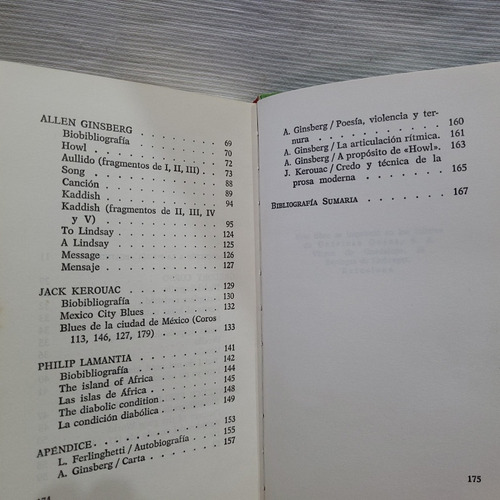 ALLEN GINSBERG . . . . . . . 69
Biobibliografía . . . . . . . 70
Howl . . . . . . . . . . 72
Aullido (fragmentos de I, II, III) . . 73
Song . . . . . . . . . . 88
Canción . . . . . . . . . 89
Kaddish . . . . . . . . . 94
Kaddish (fragmentos de II, III, IV
y V) . . . . . . . . . . 95
To Lindsay . . . . . . . . 124
A Lindsay . . . . . . . . 125
Message . . . . . . . . . 126
Mensaje . . . . . . . . . 127
JACK KEROUAC . . . . . . . 129
Biobibliografía . . . . . . . 130
Mexico City Blues . . . . . . 132
Blues de la ciudad de México (Coros
113, 146, 127, 179) . . . . . . 133
PHILIP LAMANTIA . . . . . . . 141
Biobibliografía . . . . . . . 142
The island of Africa . . . . . . 144
Las islas de África . . . . . . 145
The diabolic condition . . . . . 148
La condición diabólica . . . . . 149
APÉNDICE . . . . . . . . . 153
L. Ferlinghetti / Autobiografía . . 155
A. Ginsberg / Carta . . . . . . 157
A. Ginsberg / Poesía, violencia y ter-
nura . . . . . . . . . . 160
A. Ginsberg / La articulación rítmica. 161
A. Ginsberg / A propósito de «Howl». 163
J. Kerouac / Credo y técnica de la
prosa moderna . . . . . . . 165
BIBLIOGRAFÍA SUMARIA . . . . . . 167
175